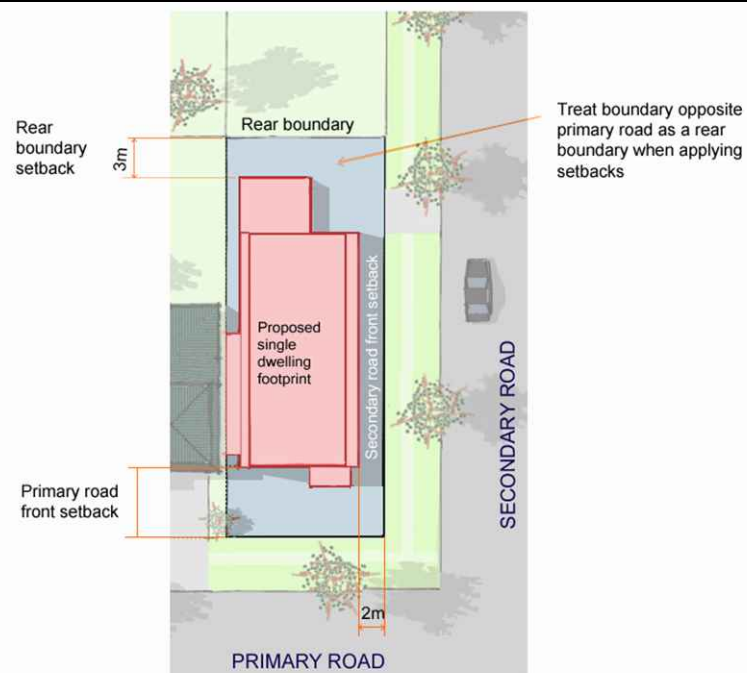 Rear
boundary
setback
3m
Rear boundary
Treat boundary opposite
primary road as a rear
boundary when applying
setbacks
Proposed
single
dwelling
footprint
Secondary road front setback
SECONDARY ROAD
Primary road
front setback
2m
PRIMARY ROAD